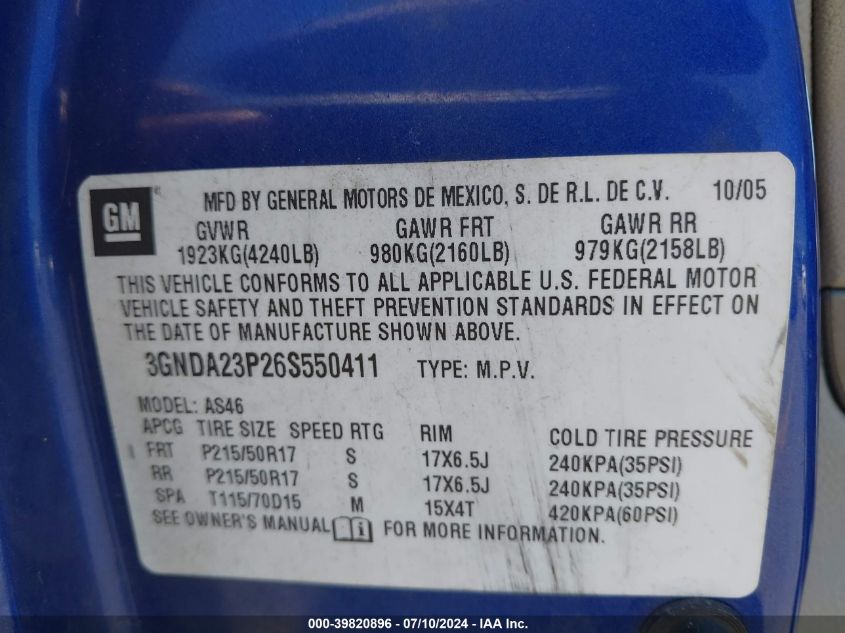 GM
MFD BY GENERAL MOTORS DE MEXICO, S. DE R.L. DE C.V. 10/05
GVWR GAWR FRT GAWR RR
1923KG(4240LB) 980KG(2160LB) 979KG(2158LB)
THIS VEHICLE CONFORMS TO ALL APPLICABLE U.S. FEDERAL MOTOR
VEHICLE SAFETY AND THEFT PREVENTION STANDARDS IN EFFECT ON
THE DATE OF MANUFACTURE SHOWN ABOVE.
3GNDA23P26S550411 TYPE: M.P.V.
MODEL: AS46
APCG TIRE SIZE SPEED RTG RIM COLD TIRE PRESSURE
FRT P215/50R17 S 17X6.5J 240KPA(35PSI)
RR P215/50R17 S 17X6.5J 240KPA(35PSI)
SPA T115/70D15 M 15X4T 420KPA(60PSI)
SEE OWNER'S MANUAL i FOR MORE INFORMATION.
000-39820896 - 07/10/2024 - IAA Inc.